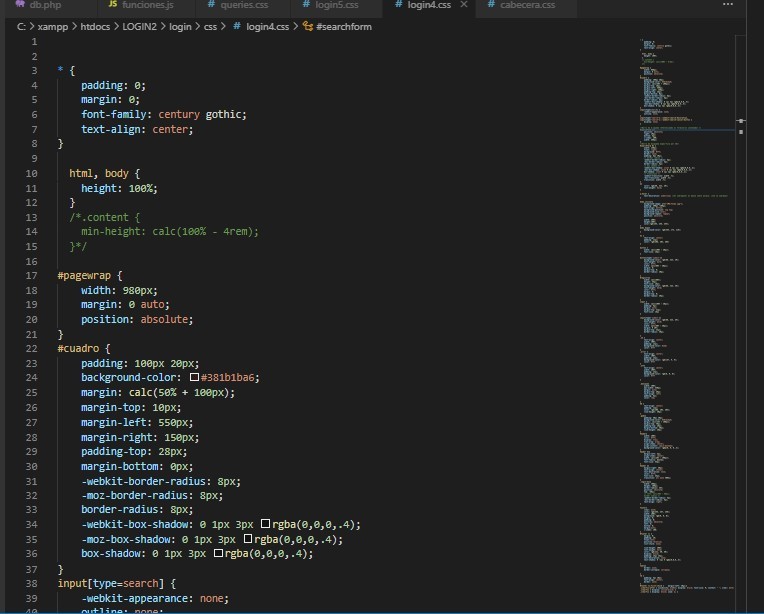 db.php JS funciones.js # queries.css # login5.css # login4.css × # cabecera.css ...
C: > xampp > htdocs > LOGIN2 > login > css > # login4.css > #searchform
1
2
3 * {
4 padding: 0;
5 margin: 0;
6 font-family: century gothic;
7 text-align: center;
8 }
9
10 html, body {
11 height: 100%;
12 }
13 /*.content {
14 min-height: calc(100% - 4rem);
15 }*/
16
17 #pagewrap {
18 width: 980px;
19 margin: 0 auto;
20 position: absolute;
21 }
22 #cuadro {
23 padding: 100px 20px;
24 background-color: #381b1ba6;
25 margin: calc(50% + 100px);
26 margin-top: 10px;
27 margin-left: 550px;
28 margin-right: 150px;
29 padding-top: 28px;
30 margin-bottom: 0px;
31 -webkit-border-radius: 8px;
32 -moz-border-radius: 8px;
33 border-radius: 8px;
34 -webkit-box-shadow: 0 1px 3px rgba(0,0,0,.4);
35 -moz-box-shadow: 0 1px 3px rgba(0,0,0,.4);
36 box-shadow: 0 1px 3px rgba(0,0,0,.4);
37 }
38 input[type=search] {
39 -webkit-appearance: none;
40 outline: none;